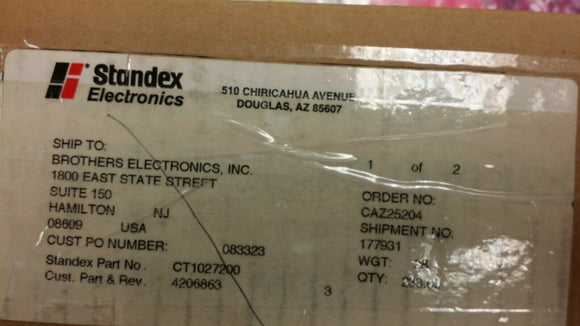 Standex
Electronics
510 CHIRICAHUA AVENUE
DOUGLAS, AZ 85607
SHIP TO:
BROTHERS ELECTRONICS, INC.
1800 EAST STATE STREET
SUITE 150
HAMILTON NJ
08609 USA
CUST PO NUMBER: 083323
Standex Part No. CT1027200
Cust. Part & Rev. 4206863
3
1 of 2
ORDER NO:
CAZ25204
SHIPMENT NO:
177931
WGT:
QTY: